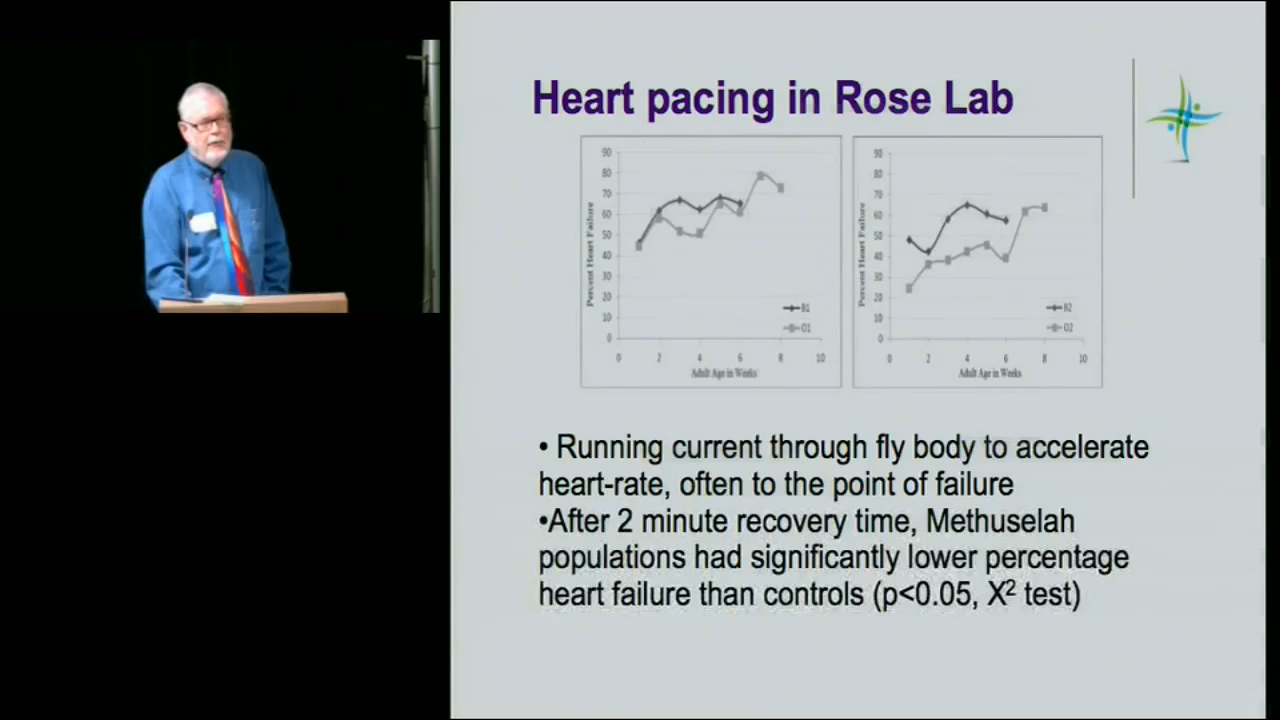 Heart pacing in Rose Lab
90
80
70
60
50
40
30
20
10
0
0 2 4 6 8 10
Percent Heart Failure
Adult Age in Weeks
B1
O1
90
80
70
60
50
40
30
20
10
0
0 2 4 6 8 10
Percent Heart Failure
Adult Age in Weeks
B2
O2
• Running current through fly body to accelerate
heart-rate, often to the point of failure
•After 2 minute recovery time, Methuselah
populations had significantly lower percentage
heart failure than controls (p<0.05, X² test)